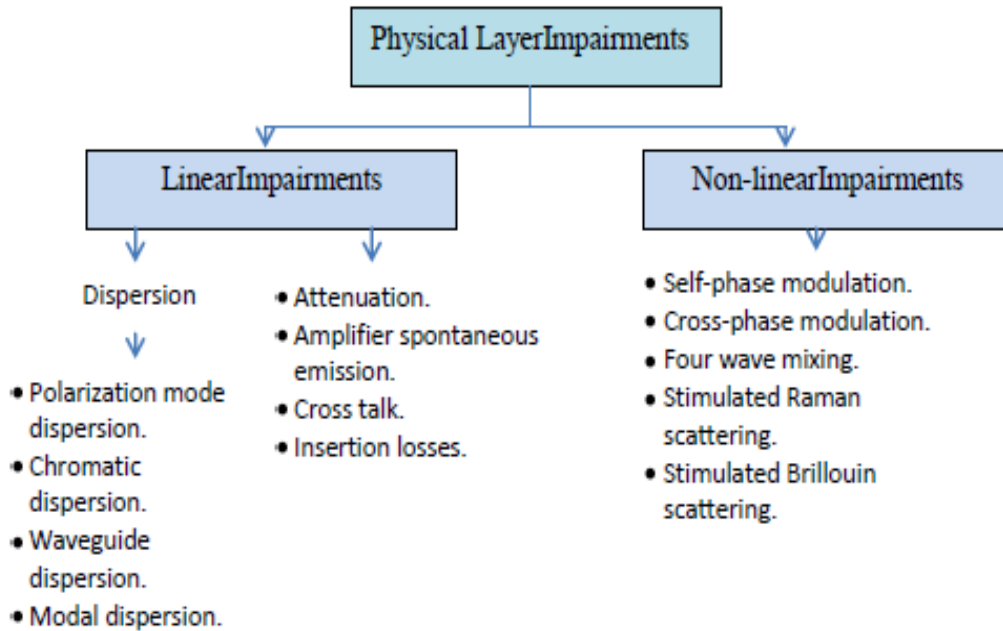 Physical LayerImpairments
LinearImpairments
Non-linearImpairments
Dispersion
• Polarization mode
dispersion.
• Chromatic
dispersion.
• Waveguide
dispersion.
• Modal dispersion.
• Attenuation.
• Amplifier spontaneous
emission.
• Cross talk.
• Insertion losses.
• Self-phase modulation.
• Cross-phase modulation.
• Four wave mixing.
• Stimulated Raman
scattering.
• Stimulated Brillouin
scattering.